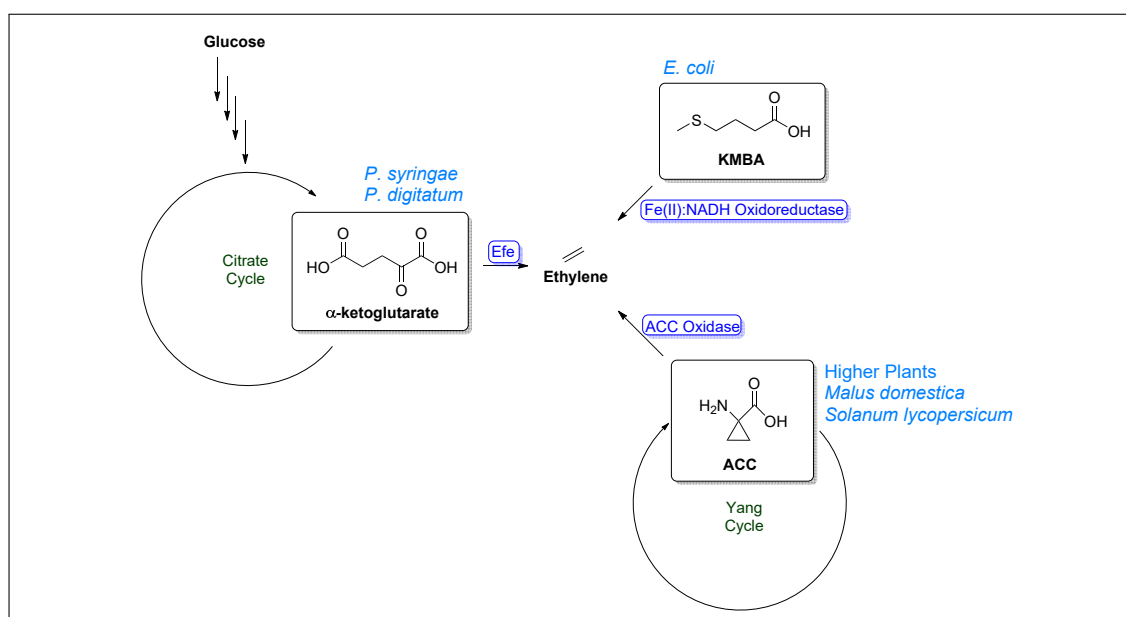 Glucose
E. coli
O
S
OH
KMBA
P. syringae
P. digitatum
Fe(II):NADH Oxidoreductase
O
O
HO
OH
O
α-ketoglutarate
Citrate
Cycle
Efe
Ethylene
ACC Oxidase
Higher Plants
Malus domestica
Solanum lycopersicum
O
H₂N
OH
ACC
Yang
Cycle